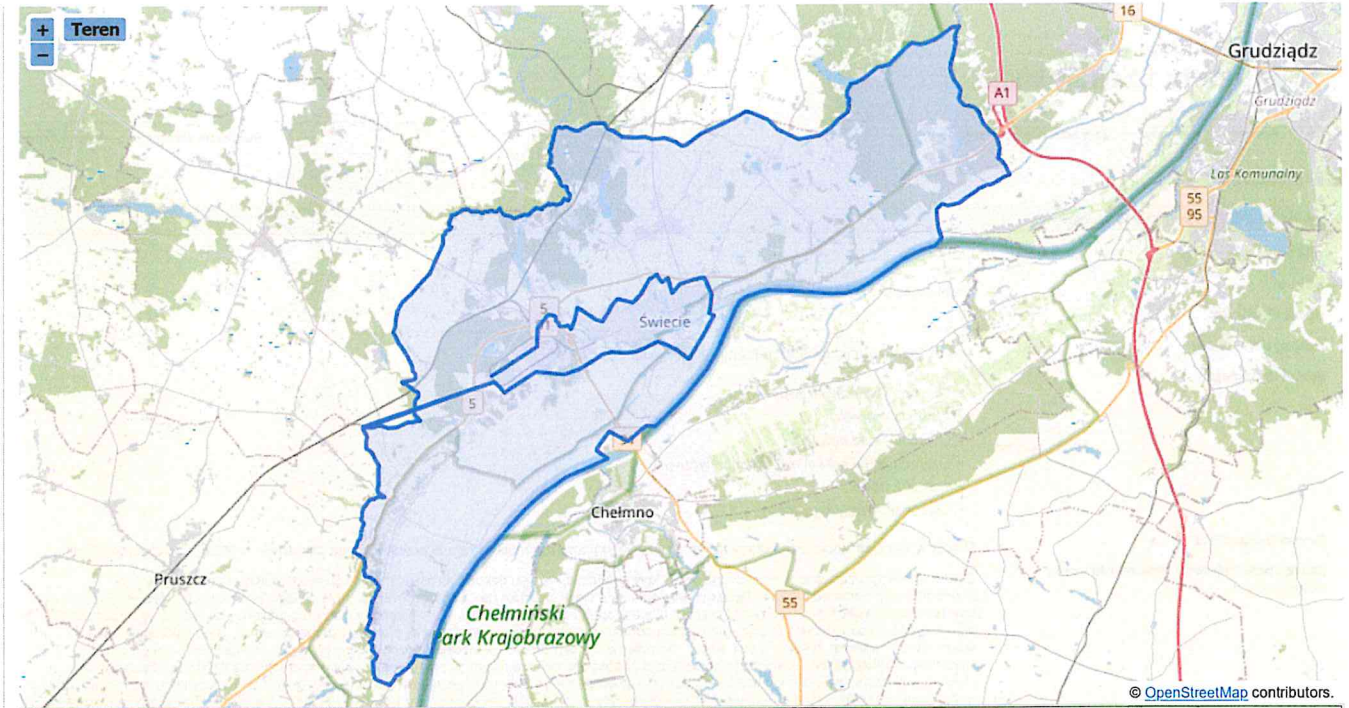 +
Teren
−
16
Grudziądz
A1
Grudziądz
Las Komunalny
55
95
5
Świecie
5
Chełmno
Pruszcz
55
Chełmiński
Park Krajobrazowy
© OpenStreetMap contributors.